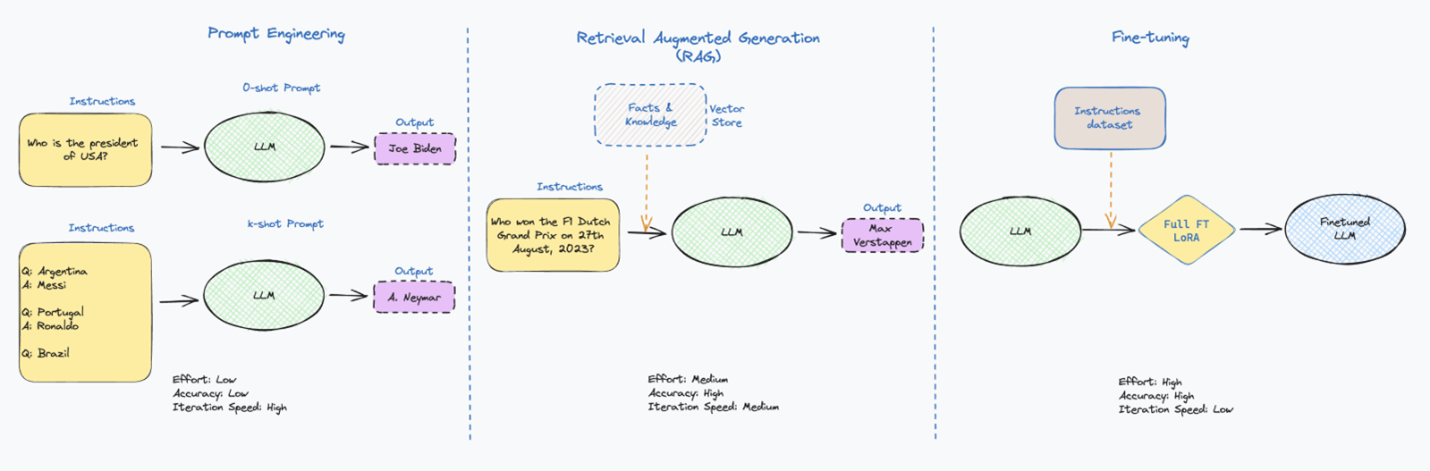 Prompt Engineering
0-shot Prompt
Instructions
Who is the president
of USA?
LLM
Output
Joe Biden
k-shot Prompt
Instructions
Q: Argentina
A: Messi
Q: Portugal
A: Ronaldo
Q: Brazil
LLM
Output
A. Neymar
Effort: Low
Accuracy: Low
Iteration Speed: High
Retrieval Augmented Generation
(RAG)
Facts &
Knowledge
Vector
Store
Instructions
Who won the F1 Dutch
Grand Prix on 27th
August, 2023?
LLM
Output
Max
Verstappen
Effort: Medium
Accuracy: High
Iteration Speed: Medium
Fine-tuning
Instructions
dataset
LLM
Full FT
LoRA
Finetuned
LLM
Effort: High
Accuracy: High
Iteration Speed: Low